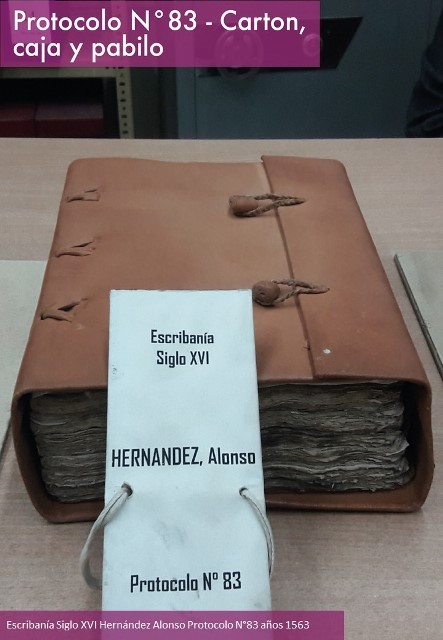 Protocolo N°83 - Carton,
caja y pabilo
Escribanía
Siglo XVI
HERNANDEZ, Alonso
Protocolo Nº 83
Escribanía Siglo XVI Hernández Alonso Protocolo N°83 años 1563